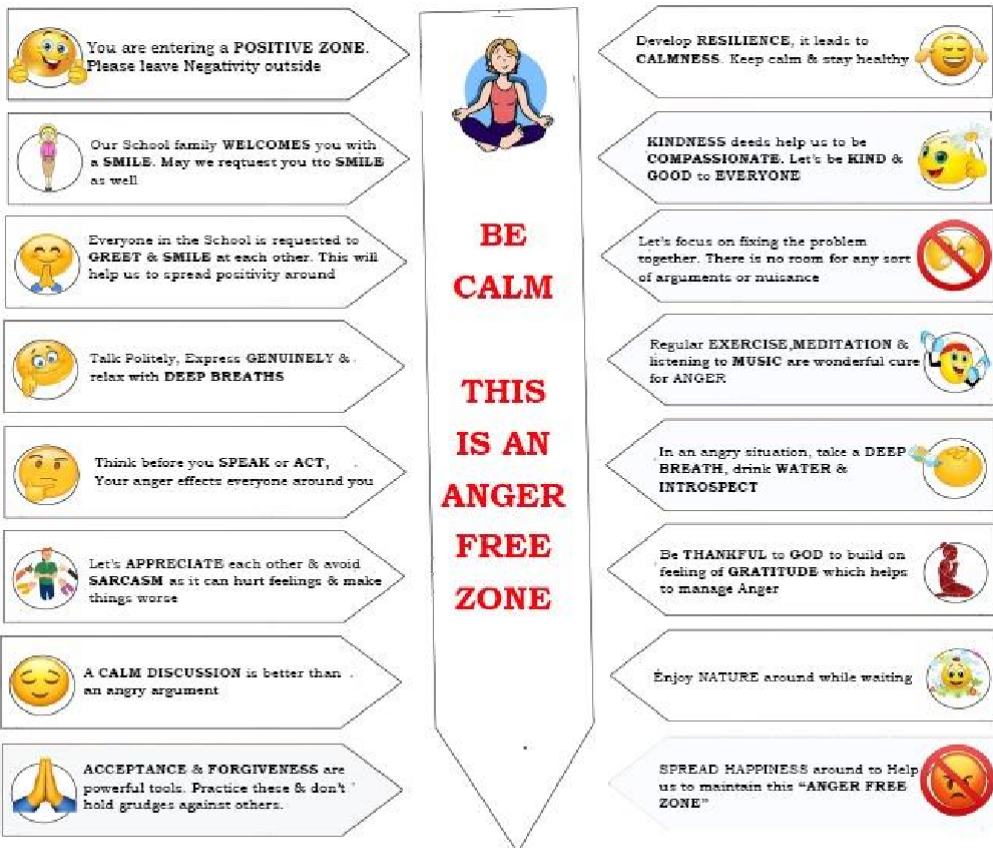 You are entering a POSITIVE ZONE.
Please leave Negativity outside
Our School family WELCOMES you with
a SMILE. May we reqtuest you tto SMILE
as well
Everyone in the School is requested to
GREET & SMILE at each other. This will
help us to spread positivity around
Talk Politely, Express GENUINELY &
relax with DEEP BREATHS
Think before you SPEAK or ACT,
Your anger effects everyone around you
Let's APPRECIATE each other & avoid
SARCASM as it can hurt feelings & make
things worse
A CALM DISCUSSION is better than
an angry argument
ACCEPTANCE & FORGIVENESS are
powerful tools. Practice these & don't
hold grudges against others.
BE
CALM
THIS
IS AN
ANGER
FREE
ZONE
Develop RESILIENCE, it leads to
CALMNESS. Keep calm & stay healthy
KINDNESS deeds help us to be
COMPASSIONATE. Let's be KIND &
GOOD to EVERYONE
Let's focus on fixing the problem
together. There is no room for any sort
of arguments or nuisance
Regular EXERCISE,MEDITATION &
listening to MUSIC are wonderful cure
for ANGER
In an angry situation, take a DEEP
BREATH, drink WATER &
INTROSPECT
Be THANKFUL to GOD to build on
feeling of GRATITUDE which helps
to manage Anger
Enjoy NATURE around while waiting
SPREAD HAPPINESS around to Help
us to maintain this "ANGER FREE
ZONE"